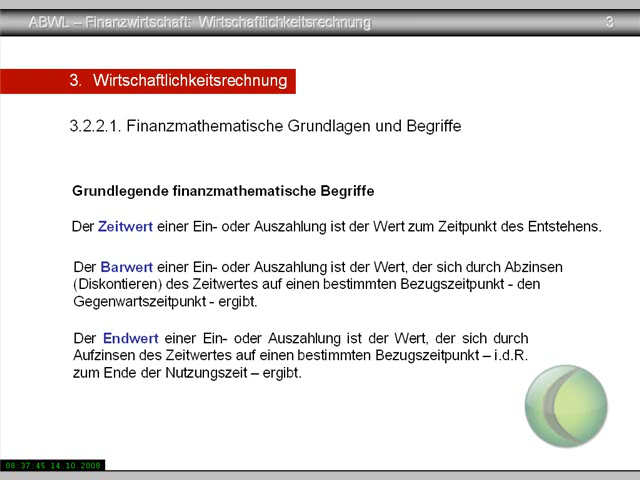 ABWL – Finanzwirtschaft: Wirtschaftlichkeitsrechnung 3
3. Wirtschaftlichkeitsrechnung
3.2.2.1. Finanzmathematische Grundlagen und Begriffe
Grundlegende finanzmathematische Begriffe
Der Zeitwert einer Ein- oder Auszahlung ist der Wert zum Zeitpunkt des Entstehens.
Der Barwert einer Ein- oder Auszahlung ist der Wert, der sich durch Abzinsen
(Diskontieren) des Zeitwertes auf einen bestimmten Bezugszeitpunkt - den
Gegenwartszeitpunkt - ergibt.
Der Endwert einer Ein- oder Auszahlung ist der Wert, der sich durch
Aufzinsen des Zeitwertes auf einen bestimmten Bezugszeitpunkt – i.d.R.
zum Ende der Nutzungszeit – ergibt.
08:37:45 14.10.2008